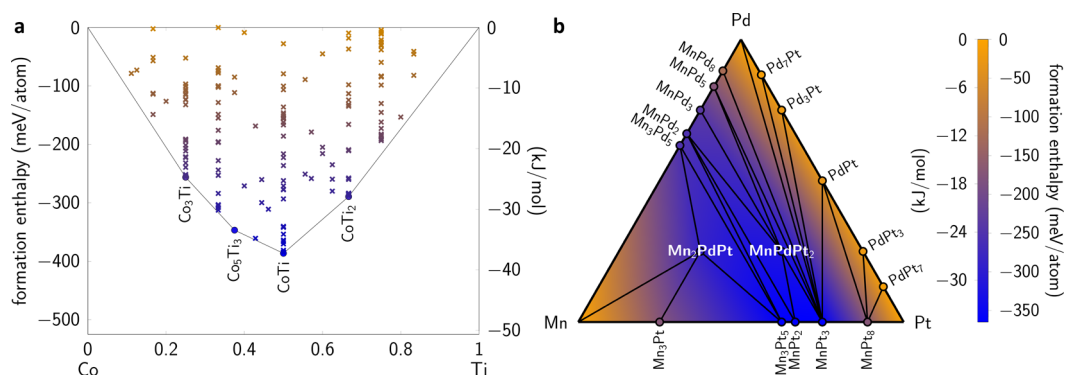 a
formation enthalpy (meV/atom)
0
−100
−200
−300
−400
−500
0
−10
−20
−30
−40
−50
(kJ/mol)
Co₃Ti
Co₅Ti₃
CoTi
CoTi₂
0
0.2
0.4
0.6
0.8
1
Co
Ti
b
Pd
MnPd₈
MnPd₅
MnPd₃
MnPd₂
Mn₃Pd₅
Pd₇Pt
Pd₃Pt
PdPt
PdPt₃
PdPt₇
Mn₂PdPt
MnPdPt₂
Mn
Pt
Mn₃Pt
Mn₃Pt₅
MnPt₂
MnPt₃
MnPt₈
(kJ/mol)
0
−6
−12
−18
−24
−30
0
−50
−100
−150
−200
−250
−300
−350
formation enthalpy (meV/atom)